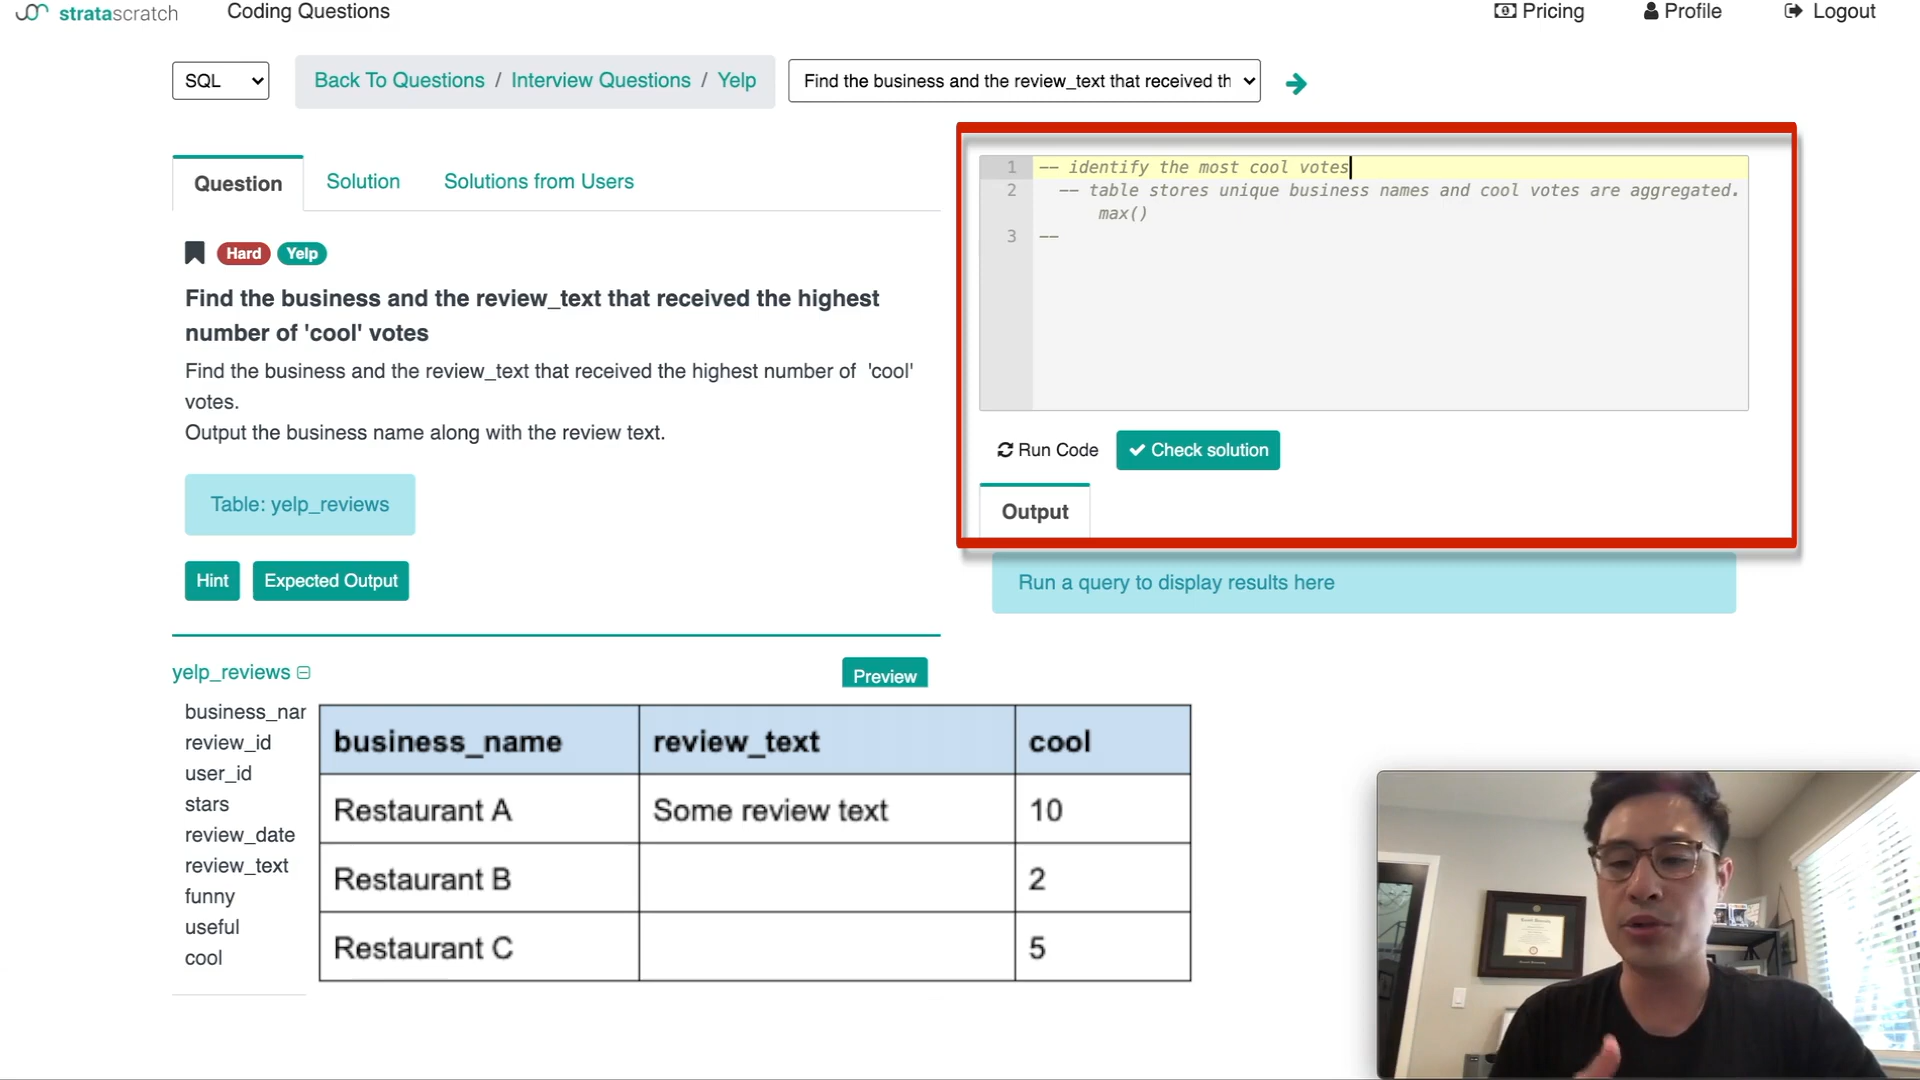 stratascratch
Coding Questions
Pricing
Profile
Logout
SQL
Back To Questions / Interview Questions / Yelp
Find the business and the review_text that received th
Question
Solution
Solutions from Users
Hard
Yelp
Find the business and the review_text that received the highest
number of 'cool' votes
Find the business and the review_text that received the highest number of 'cool'
votes.
Output the business name along with the review text.
Table: yelp_reviews
Hint
Expected Output
1 -- identify the most cool votes
2 -- table stores unique business names and cool votes are aggregated.
max()
3 --
Run Code
Check solution
Output
Run a query to display results here
yelp_reviews
Preview
business_nar
review_id
user_id
stars
review_date
review_text
funny
useful
cool
business_name review_text cool
Restaurant A Some review text 10
Restaurant B 2
Restaurant C 5